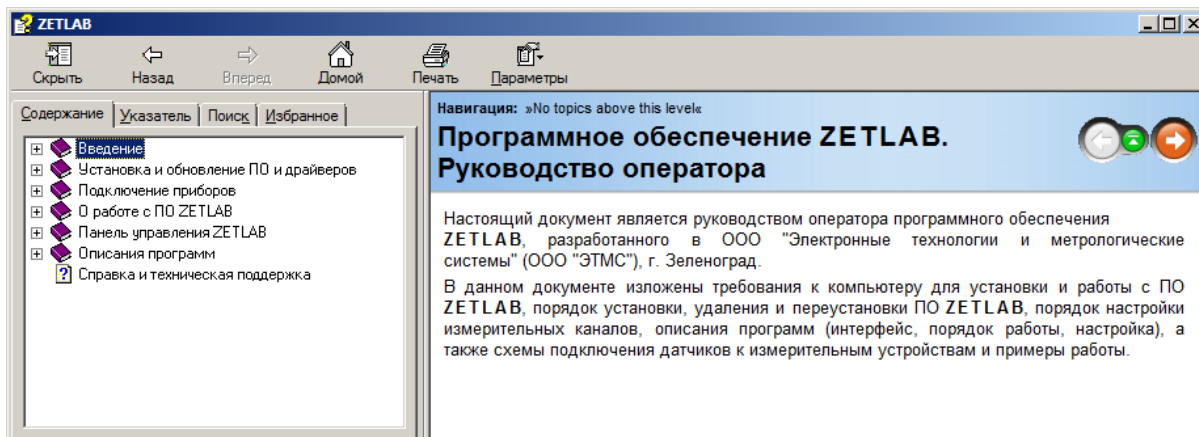 ZETLAB
Скрыть Назад Вперед Домой Печать Параметры
Содержание Указатель Поиск Избранное
Введение
Установка и обновление ПО и драйверов
Подключение приборов
О работе с ПО ZETLAB
Панель управления ZETLAB
Описания программ
Справка и техническая поддержка
Навигация: »No topics above this level«
Программное обеспечение ZETLAB.
Руководство оператора
Настоящий документ является руководством оператора программного обеспечения
ZETLAB, разработанного в ООО "Электронные технологии и метрологические
системы" (ООО "ЭТМС"), г. Зеленоград.
В данном документе изложены требования к компьютеру для установки и работы с ПО
ZETLAB, порядок установки, удаления и переустановки ПО ZETLAB, порядок настройки
измерительных каналов, описания программ (интерфейс, порядок работы, настройка), а
также схемы подключения датчиков к измерительным устройствам и примеры работы.